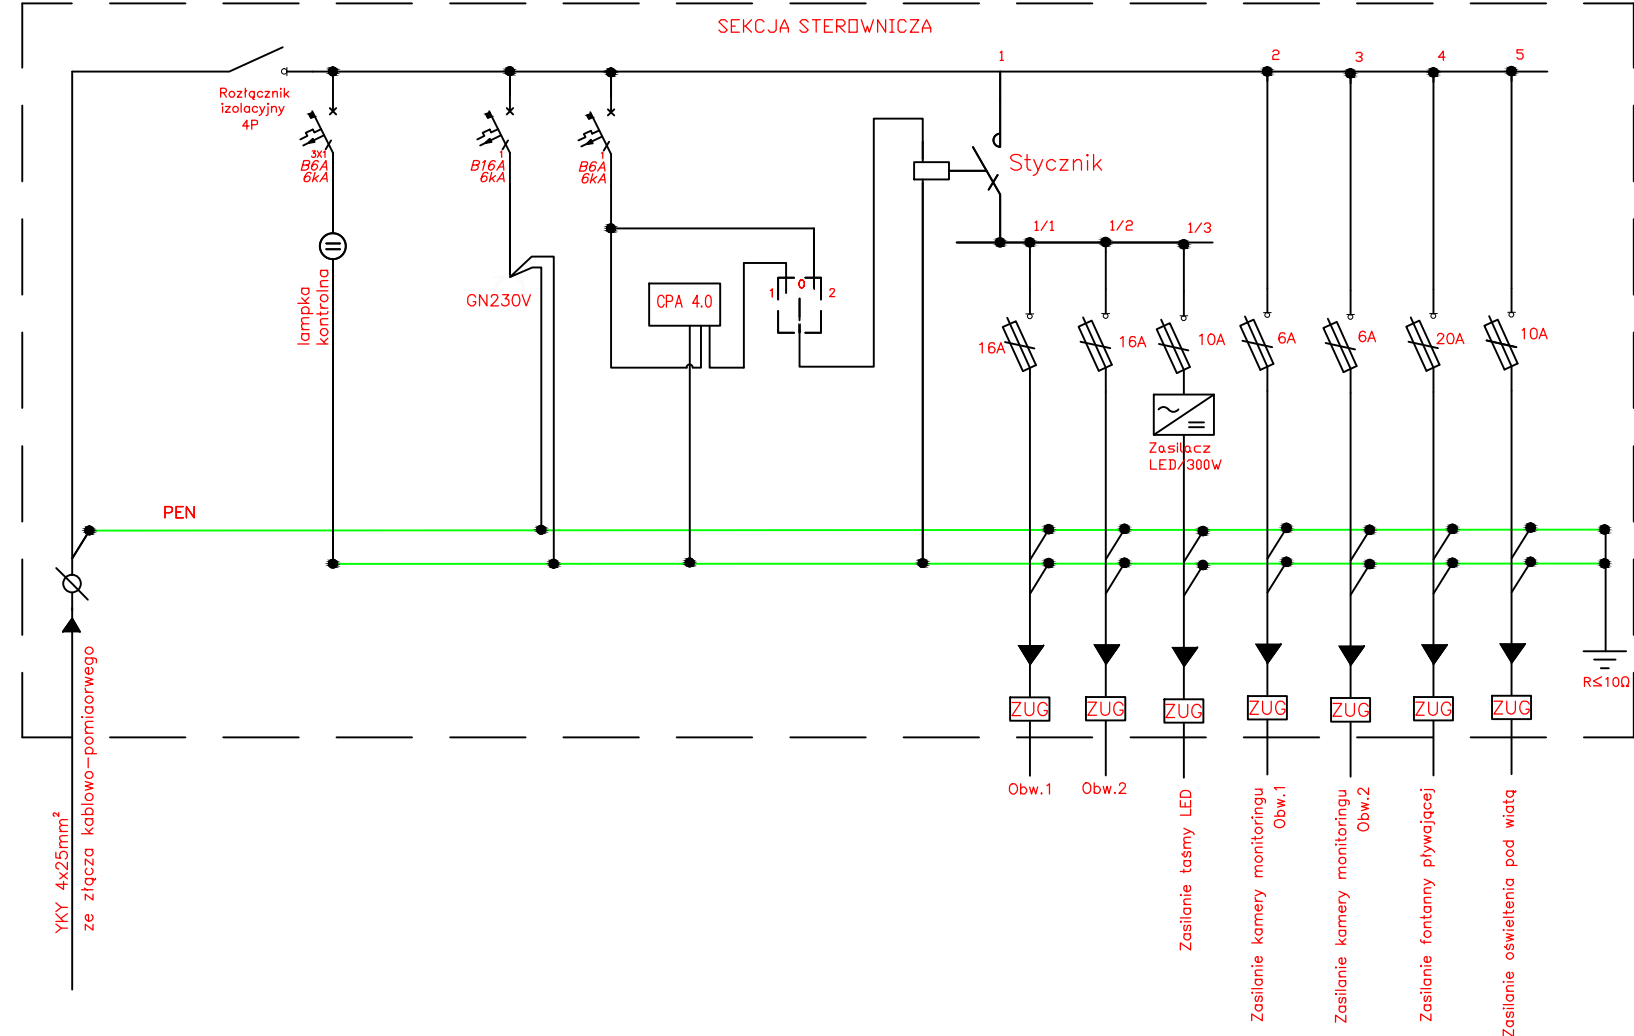 SEKCJA STEROWNICZA
1
2
3
4
5
Rozłącznik
izolacyjny
4P
3X1
B6A
6kA
1
B16A
6kA
1
B6A
6kA
Stycznik
1/1
1/2
1/3
lampka
kontrolna
GN230V
CPA 4.0
1
0
2
16A
16A
10A
6A
6A
20A
10A
Zasilacz
LED/300W
PEN
R≤10Ω
ZUG
ZUG
ZUG
ZUG
ZUG
ZUG
ZUG
YKY 4x25mm²
ze złącza kablowo-pomiaorwego
Obw.1
Obw.2
Zasilanie taśmy LED
Zasilanie kamery monitoringu
Obw.1
Zasilanie kamery monitoringu
Obw.2
Zasilanie fontanny pływającej
Zasilanie oświeltenia pod wiatą